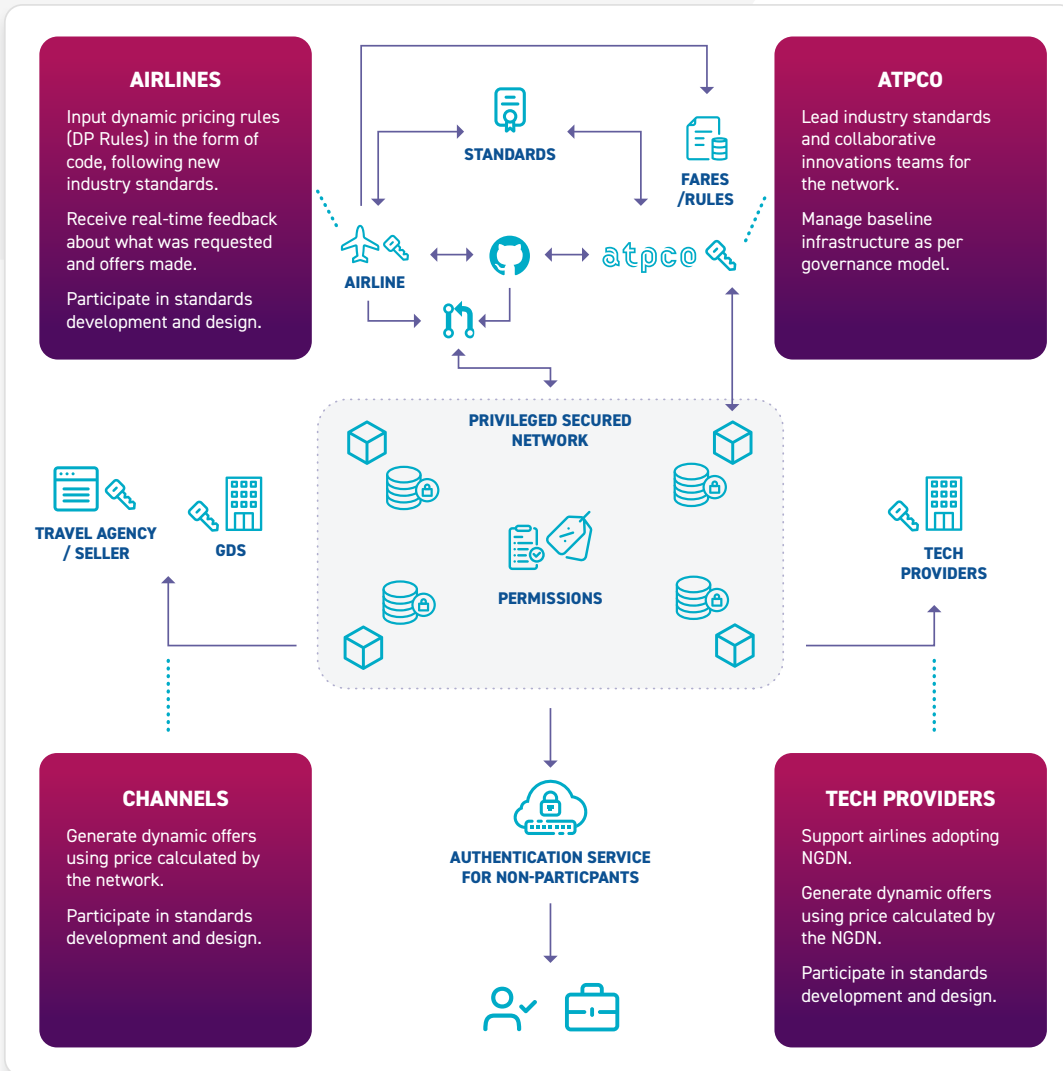 AIRLINES
Input dynamic pricing rules
(DP Rules) in the form of
code, following new
industry standards.
Receive real-time feedback
about what was requested
and offers made.
Participate in standards
development and design.
STANDARDS
FARES
/RULES
AIRLINE
atpco
ATPCO
Lead industry standards
and collaborative
innovations teams for
the network.
Manage baseline
infrastructure as per
governance model.
PRIVILEGED SECURED
NETWORK
PERMISSIONS
TRAVEL AGENCY
/ SELLER
GDS
TECH
PROVIDERS
CHANNELS
Generate dynamic offers
using price calculated by
the network.
Participate in standards
development and design.
AUTHENTICATION SERVICE
FOR NON-PARTICPANTS
TECH PROVIDERS
Support airlines adopting
NGDN.
Generate dynamic offers
using price calculated by
the NGDN.
Participate in standards
development and design.